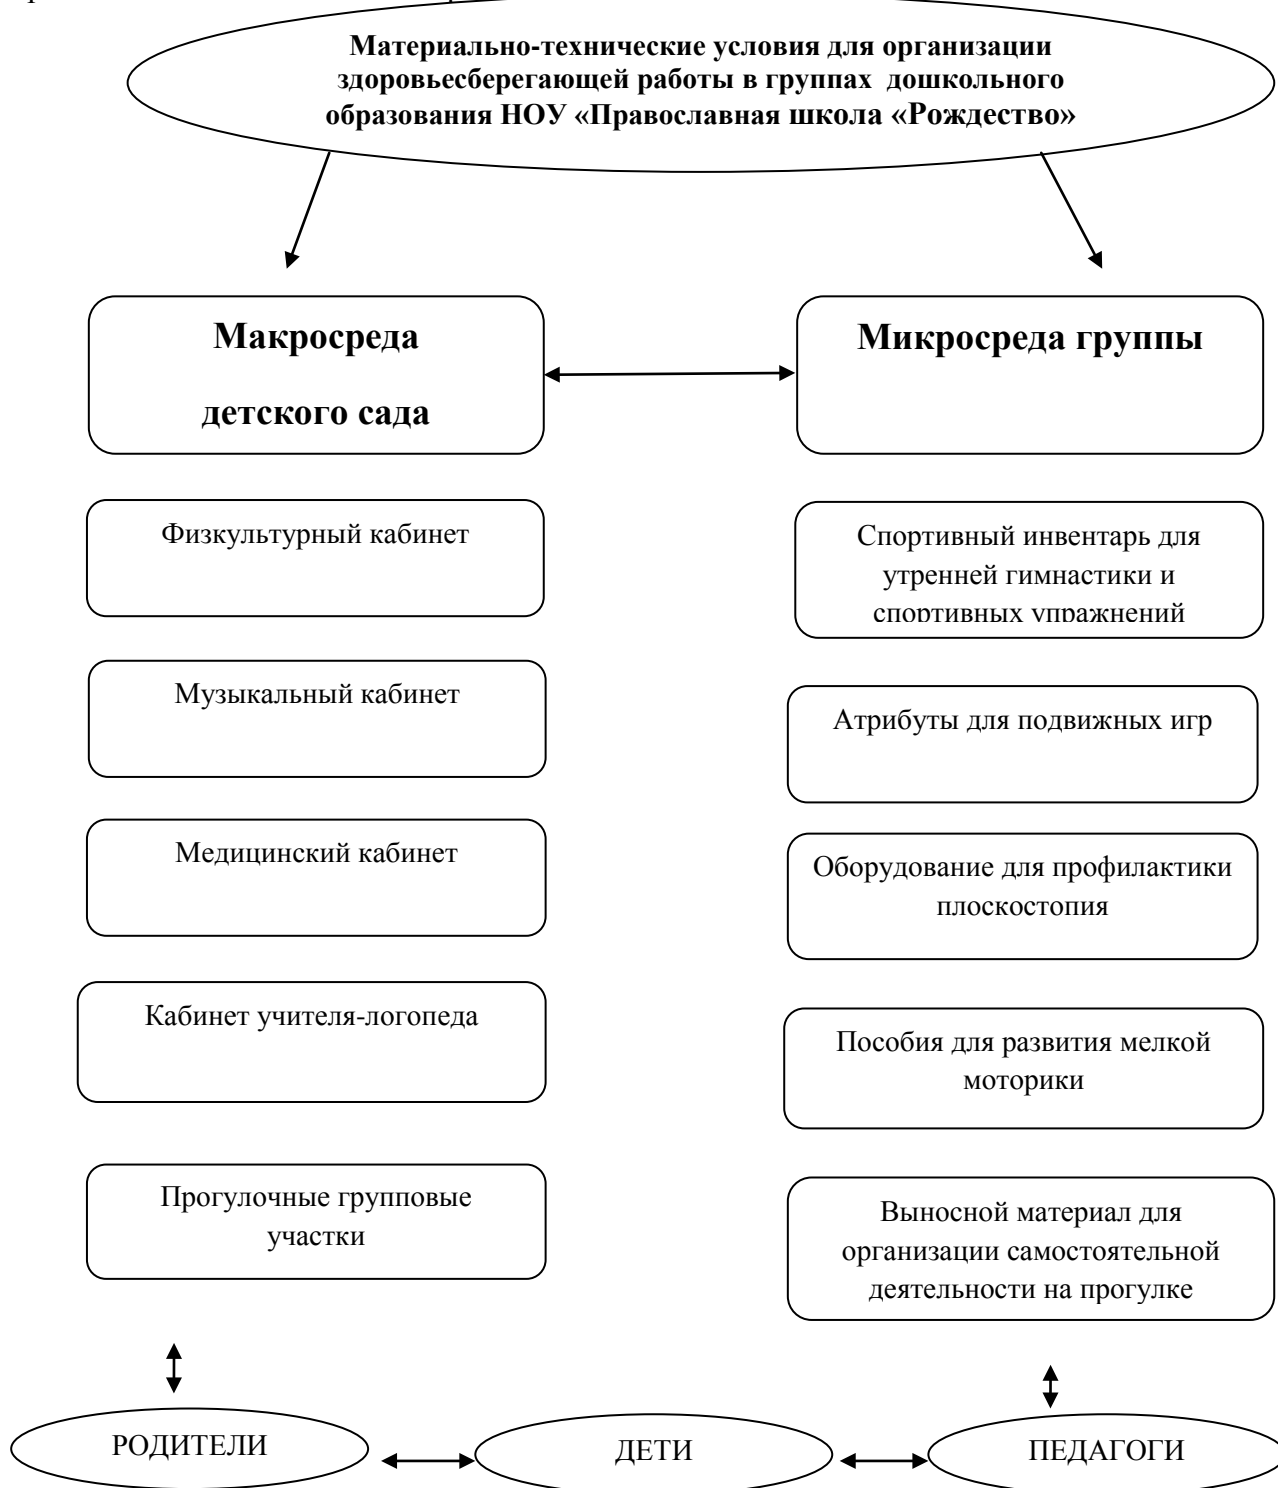 Материально-технические условия для организации
здоровьесберегающей работы в группах дошкольного
образования НОУ «Православная школа «Рождество»
Макросреда
детского сада
Микросреда группы
Физкультурный кабинет
Музыкальный кабинет
Медицинский кабинет
Кабинет учителя-логопеда
Прогулочные групповые
участки
Спортивный инвентарь для
утренней гимнастики и
спортивных упражнений
Атрибуты для подвижных игр
Оборудование для профилактики
плоскостопия
Пособия для развития мелкой
моторики
Выносной материал для
организации самостоятельной
деятельности на прогулке
РОДИТЕЛИ
ДЕТИ
ПЕДАГОГИ